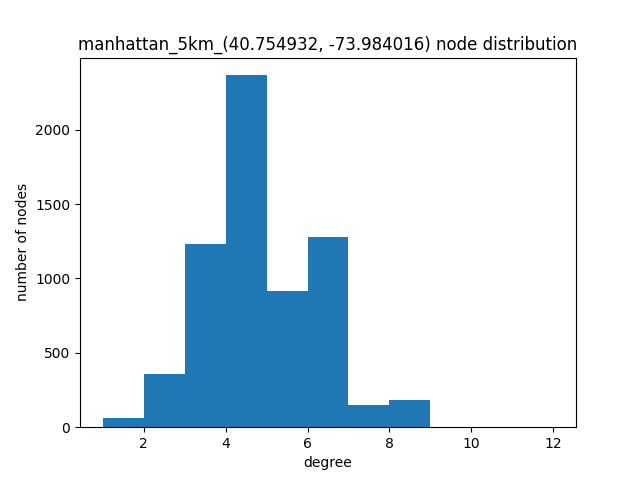 manhattan_5km_(40.754932, -73.984016) node distribution
2000
1500
1000
500
0
number of nodes
2 4 6 8 10 12
degree